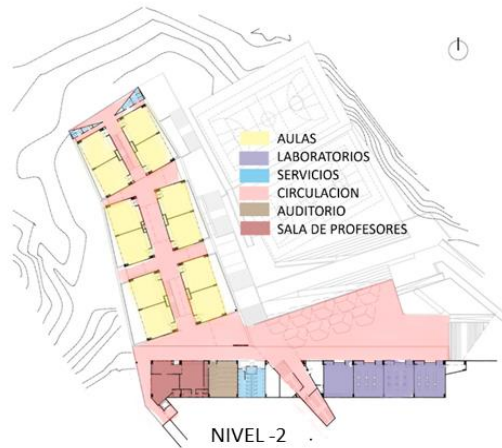 AULAS
LABORATORIOS
SERVICIOS
CIRCULACION
AUDITORIO
SALA DE PROFESORES
NIVEL -2